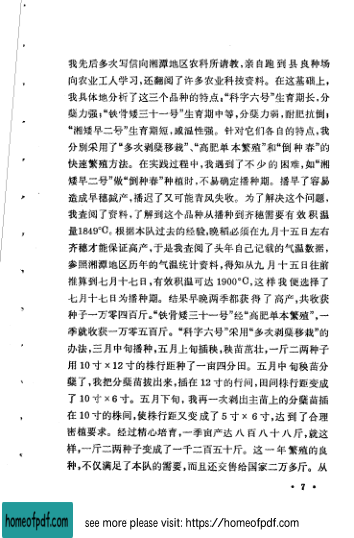 我先后多次写信向湘潭地区农科所请教，亲自跑到县良种场
向农业工人学习，还翻阅了许多农业科技资料。在这基础上，
我具体地分析了这三个品种的特点：“科字六号”生育期长，分
蘖力强；“铁骨矮三十一号”生育期中等，分蘖力弱，耐肥抗倒；
“湘矮早二号”生育期短，感温性强。针对它们各自的特点，我
分别采用了“多次剥蘖移栽”、“高肥单本繁殖”和“倒种春”的
快速繁殖方法。在实践过程中，我遇到了不少的困难，如“湘
矮早二号”做“倒种春”种植时，不易确定播种期。播早了容易
造成早穗减产，播迟了又可能青风失收。为了解决这个问题，
我查阅了资料，了解到这个品种从播种到齐穗需要有效积温
量1849°C。根据本队过去的经验，晚稻必须在九月十五日左右
齐穗才能保证高产，于是我查阅了头年自己记载的气温数据，
参照湘潭地区历年的气温统计资料，得知从九月十五日往前
推算到七月十七日，有效积温可达1900°C，这样我便选择了
七月十七日为播种期。结果早晚两季都获得了高产，共收获
种子一万零四百斤。“铁骨矮三十一号”经“高肥单本繁殖”，一
季就收获一万零五百斤。“科字六号”采用“多次剥蘖移栽”的
办法，三月中旬播种，五月上旬插秧，秧苗茁壮，一斤二两种子
用10寸×12寸的株行距种了一亩四分田。五月中旬秧苗分
蘖了，我把分蘖苗拔出来，插在12寸的行间，田间株行距变成
了10寸×6寸。五月下旬，我再一次剥出主苗上的分蘖苗插
在10寸的株间，使株行距又变成了5寸×6寸，达到了合理
密植要求。经过精心培育，一季亩产达八百八十八斤，就这
样，一斤二两种子变成了一千二百五十斤。这一年繁殖的良
种，不仅满足了本队的需要，而且还交售给国家二万多斤。从
· 7 ·
homeofpdf.com see more please visit: https://homeofpdf.com